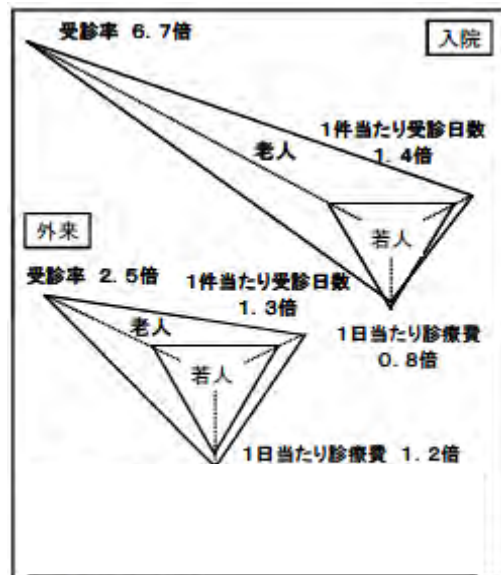 受診率 6.7倍
入院
1件当たり受診日数
1.4倍
老人
若人
1日当たり診療費
0.8倍
外来
受診率 2.5倍
1件当たり受診日数
1.3倍
老人
若人
1日当たり診療費 1.2倍